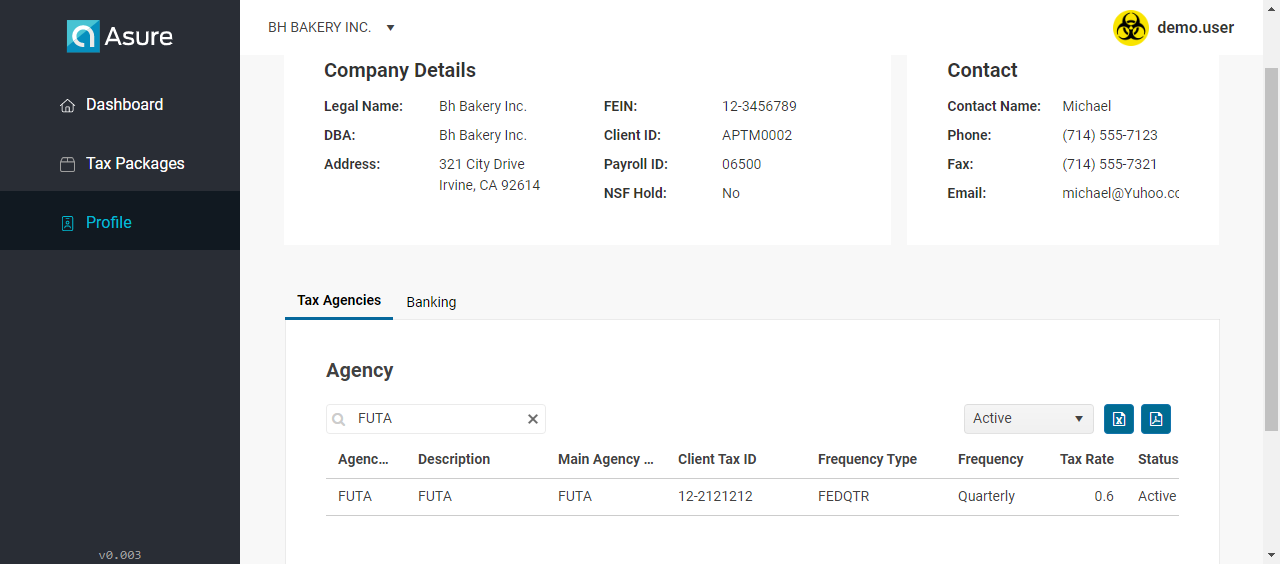 Asure
Dashboard
Tax Packages
Profile
v0.003
BH BAKERY INC.
demo.user
Company Details
Legal Name: Bh Bakery Inc. FEIN: 12-3456789
DBA: Bh Bakery Inc. Client ID: APTM0002
Address: 321 City Drive Payroll ID: 06500
Irvine, CA 92614
NSF Hold: No
Contact
Contact Name: Michael
Phone: (714) 555-7123
Fax: (714) 555-7321
Email: michael@Yuhoo.cc
Tax Agencies Banking
Agency
FUTA
Active
Agenc... Description Main Agency ... Client Tax ID Frequency Type Frequency Tax Rate Status
FUTA FUTA FUTA 12-2121212 FEDQTR Quarterly 0.6 Active